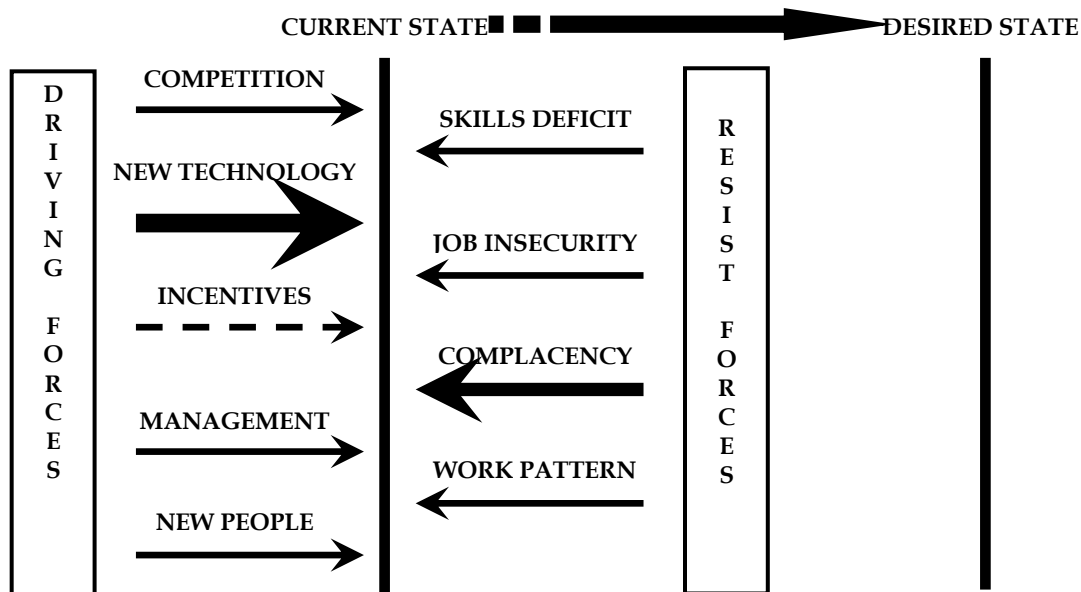 CURRENT STATE
DESIRED STATE
DRIVING FORCES
COMPETITION
NEW TECHNOLOGY
INCENTIVES
MANAGEMENT
NEW PEOPLE
SKILLS DEFICIT
JOB INSECURITY
COMPLACENCY
WORK PATTERN
RESIST FORCES